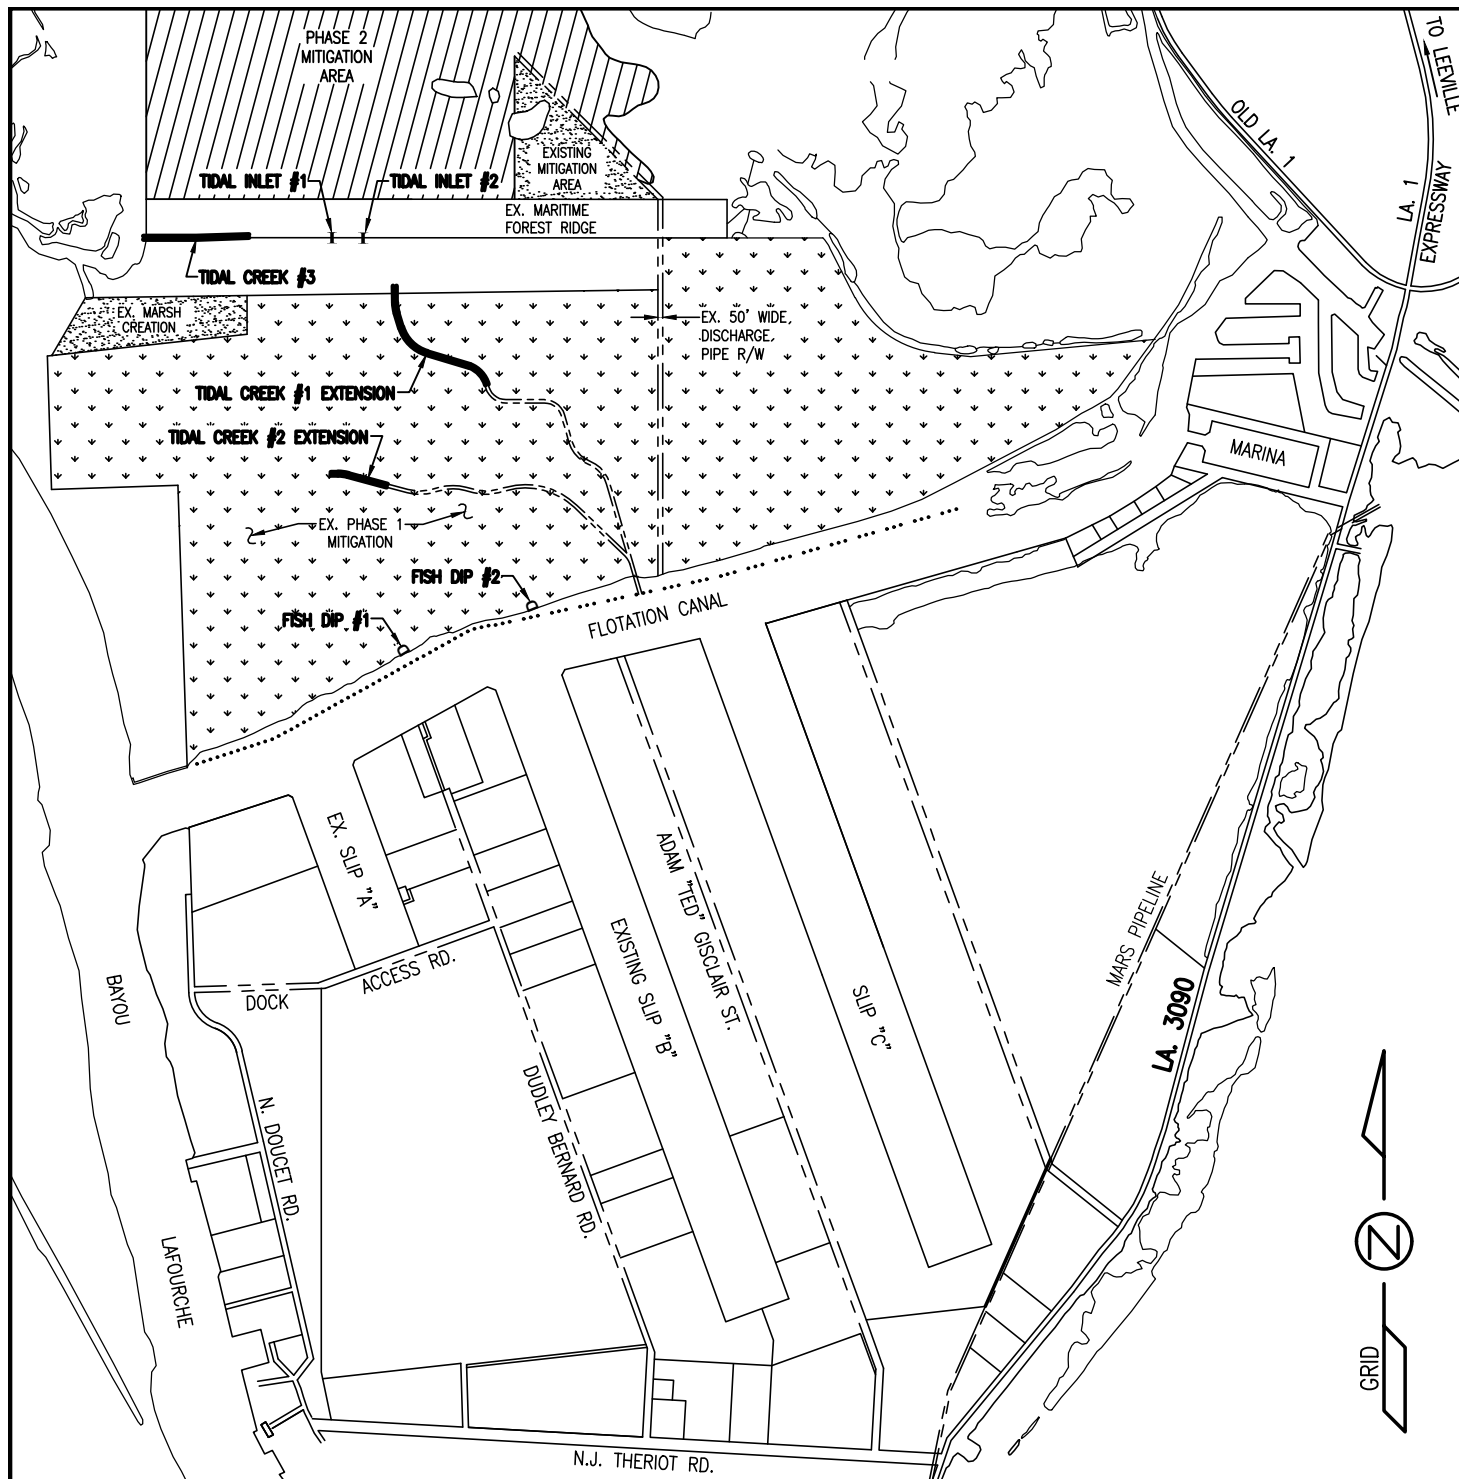 PHASE 2
MITIGATION
AREA
TO LEEVILLE
OLD LA. 1
LA. 1
EXPRESSWAY
EXISTING
MITIGATION
AREA
TIDAL INLET #1
TIDAL INLET #2
EX. MARITIME
FOREST RIDGE
TIDAL CREEK #3
EX. MARSH
CREATION
EX. 50' WIDE,
DISCHARGE,
PIPE R/W
TIDAL CREEK #1 EXTENSION
TIDAL CREEK #2 EXTENSION
MARINA
EX. PHASE 1
MITIGATION
FISH DIP #2
FISH DIP #1
FLOTATION CANAL
EX. SLIP "A"
ADAM "TED" GISCLAIR ST.
EXISTING SLIP "B"
SLIP "C"
MARS PIPELINE
LA. 3090
ACCESS RD.
DOCK
BAYOU
LAFOURCHE
N. DOUCET RD.
DUDLEY BERNARD RD.
N.J. THERIOT RD.
N
GRID